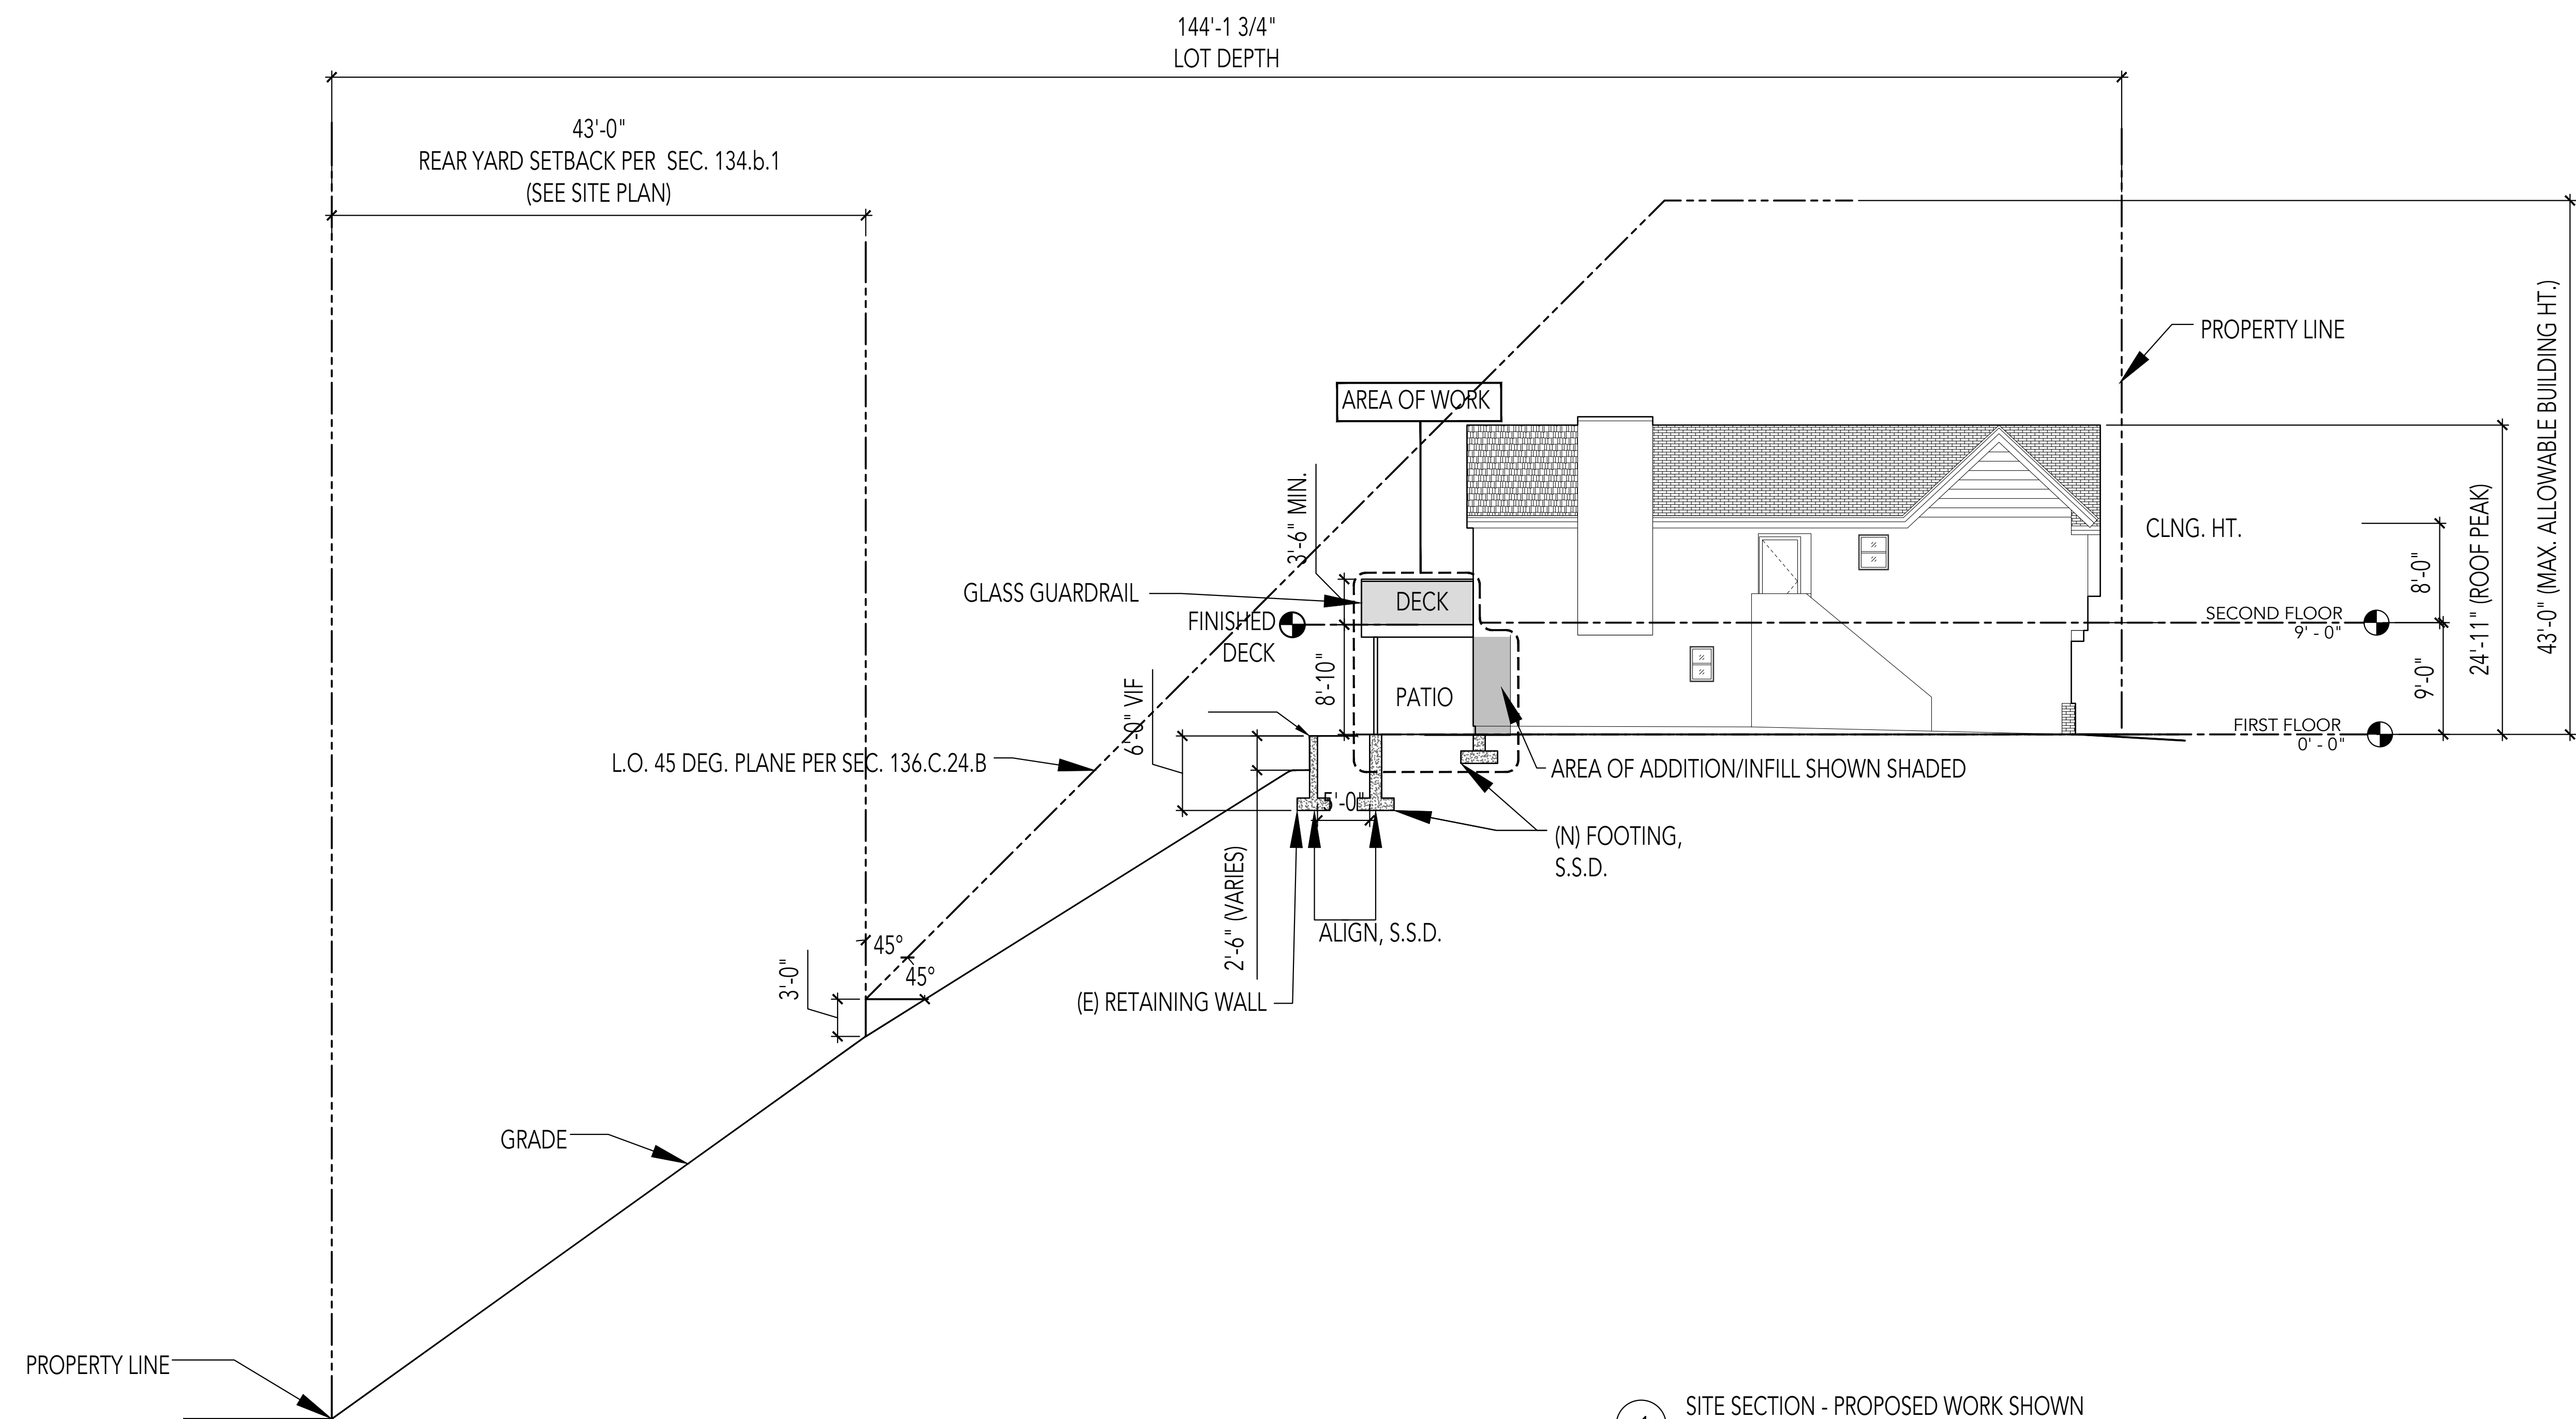 144'-1 3/4"
LOT DEPTH
43'-0"
REAR YARD SETBACK PER SEC. 134.b.1
(SEE SITE PLAN)
43'-0" (MAX. ALLOWABLE BUILDING HT.)
PROPERTY LINE
AREA OF WORK
24'-11" (ROOF PEAK)
3'-6" MIN.
CLNG. HT.
8'-0"
GLASS GUARDRAIL
DECK
FINISHED
DECK
SECOND FLOOR
9' - 0"
8'-10"
PATIO
9'-0"
6'-0" VIF
FIRST FLOOR
0' - 0"
L.O. 45 DEG. PLANE PER SEC. 136.C.24.B
AREA OF ADDITION/INFILL SHOWN SHADED
5'-0"
(N) FOOTING,
S.S.D.
2'-6" (VARIES)
ALIGN, S.S.D.
45°
45°
3'-0"
(E) RETAINING WALL
GRADE
PROPERTY LINE
SITE SECTION - PROPOSED WORK SHOWN